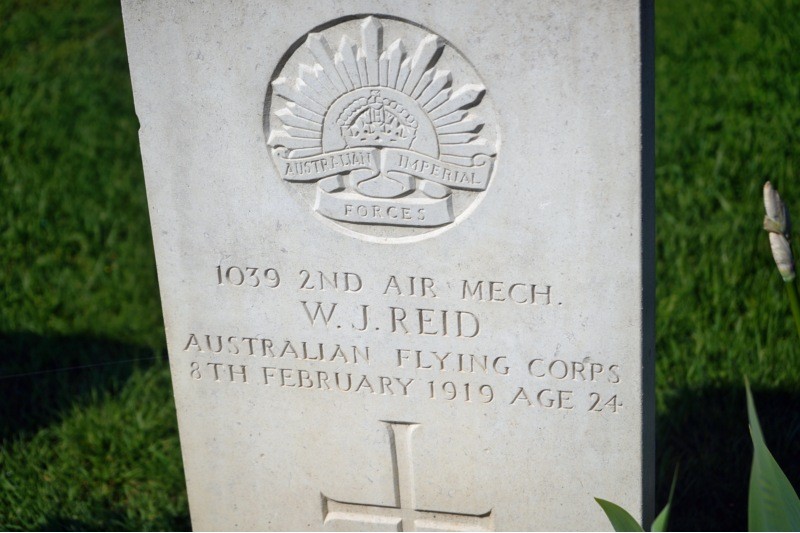 AUSTRALIAN IMPERIAL
FORCES
1039 2ND AIR MECH.
W. J. REID
AUSTRALIAN FLYING CORPS
8TH FEBRUARY 1919 AGE 24